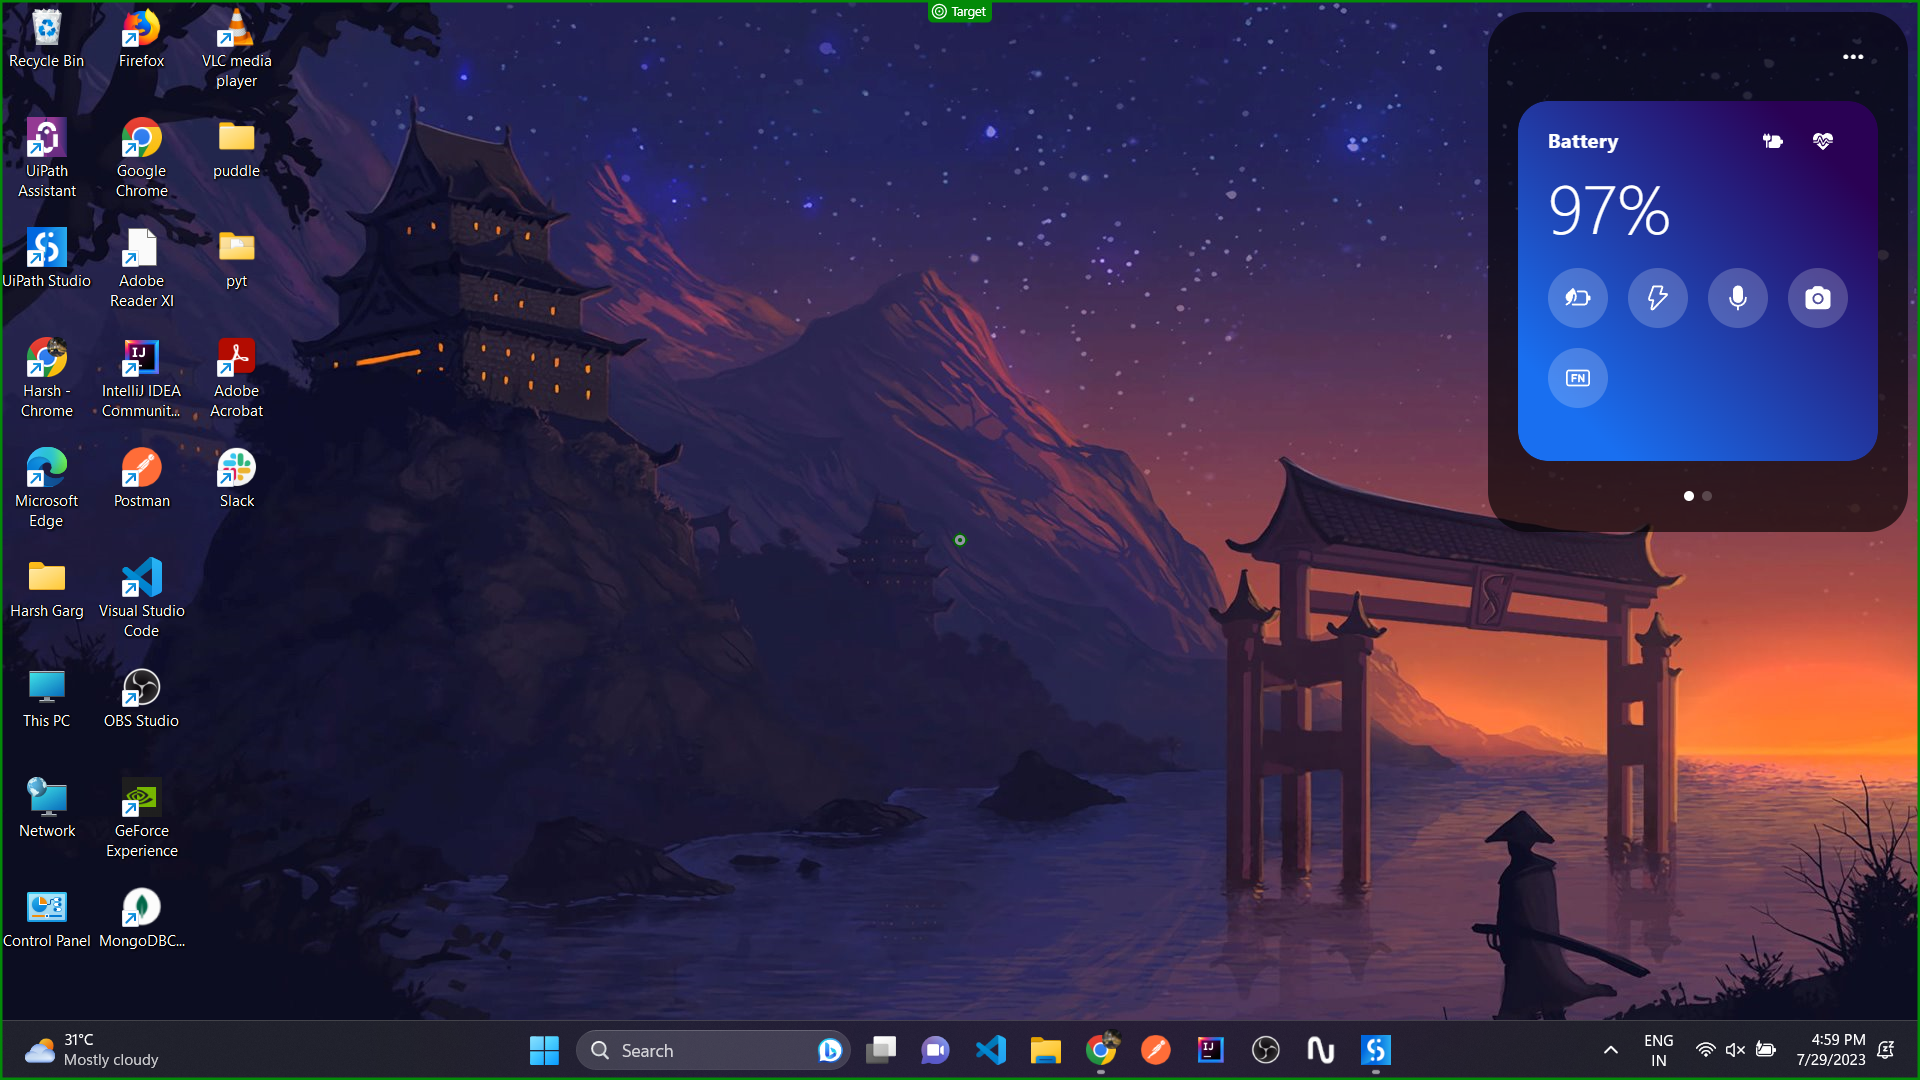 Target
Recycle Bin
Firefox
VLC media
player
UiPath
Assistant
Google
Chrome
puddle
UiPath Studio
Adobe
Reader XI
pyt
Harsh -
Chrome
IJ
IntelliJ IDEA
Communit...
Adobe
Acrobat
Microsoft
Edge
Postman
Slack
Harsh Garg
Visual Studio
Code
This PC
OBS Studio
Network
GeForce
Experience
Control Panel
MongoDBC...
Battery
97%
FN
31°C
Mostly cloudy
Search
IJ
ENG
IN
4:59 PM
7/29/2023